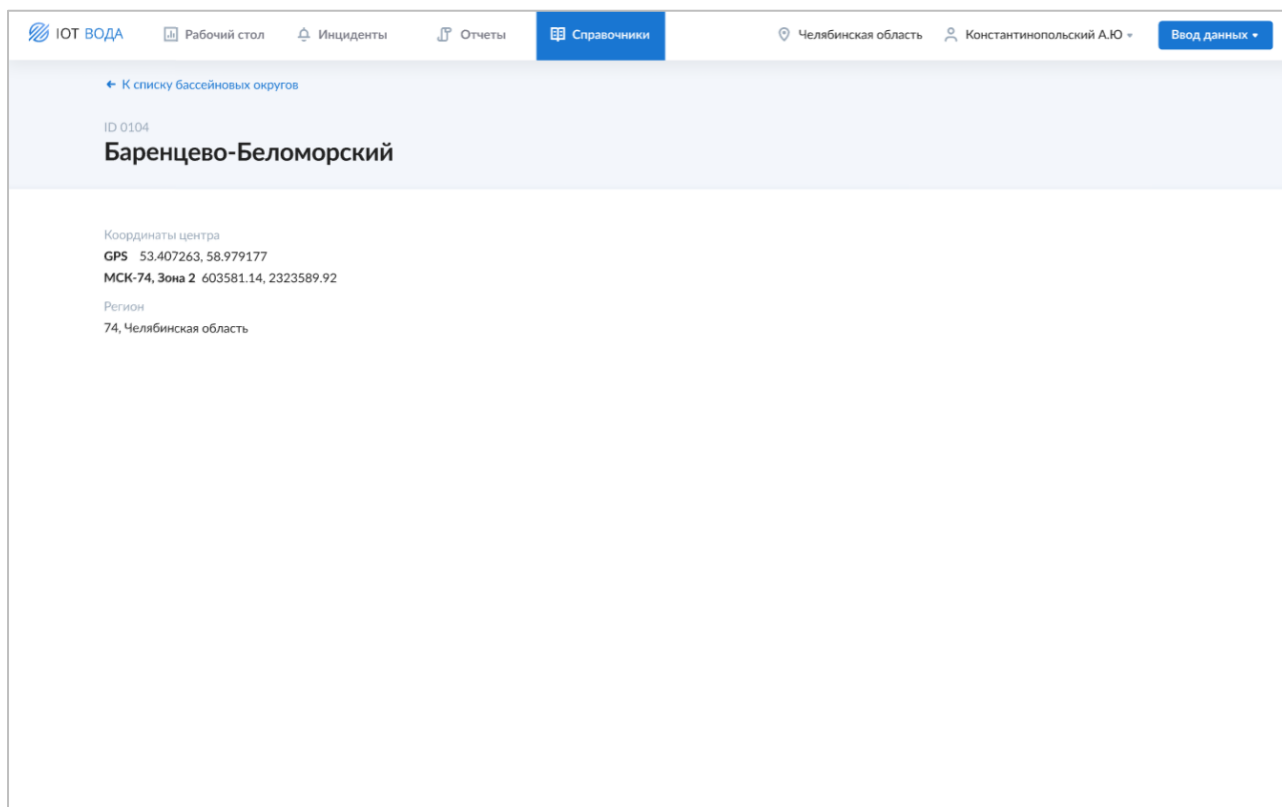 IOT ВОДА Рабочий стол Инциденты Отчеты Справочники Челябинская область Константинопольский А.Ю Ввод данных
← К списку бассейновых округов
ID 0104
Баренцево-Беломорский
Координаты центра
GPS 53.407263, 58.979177
МСК-74, Зона 2 603581.14, 2323589.92
Регион
74, Челябинская область